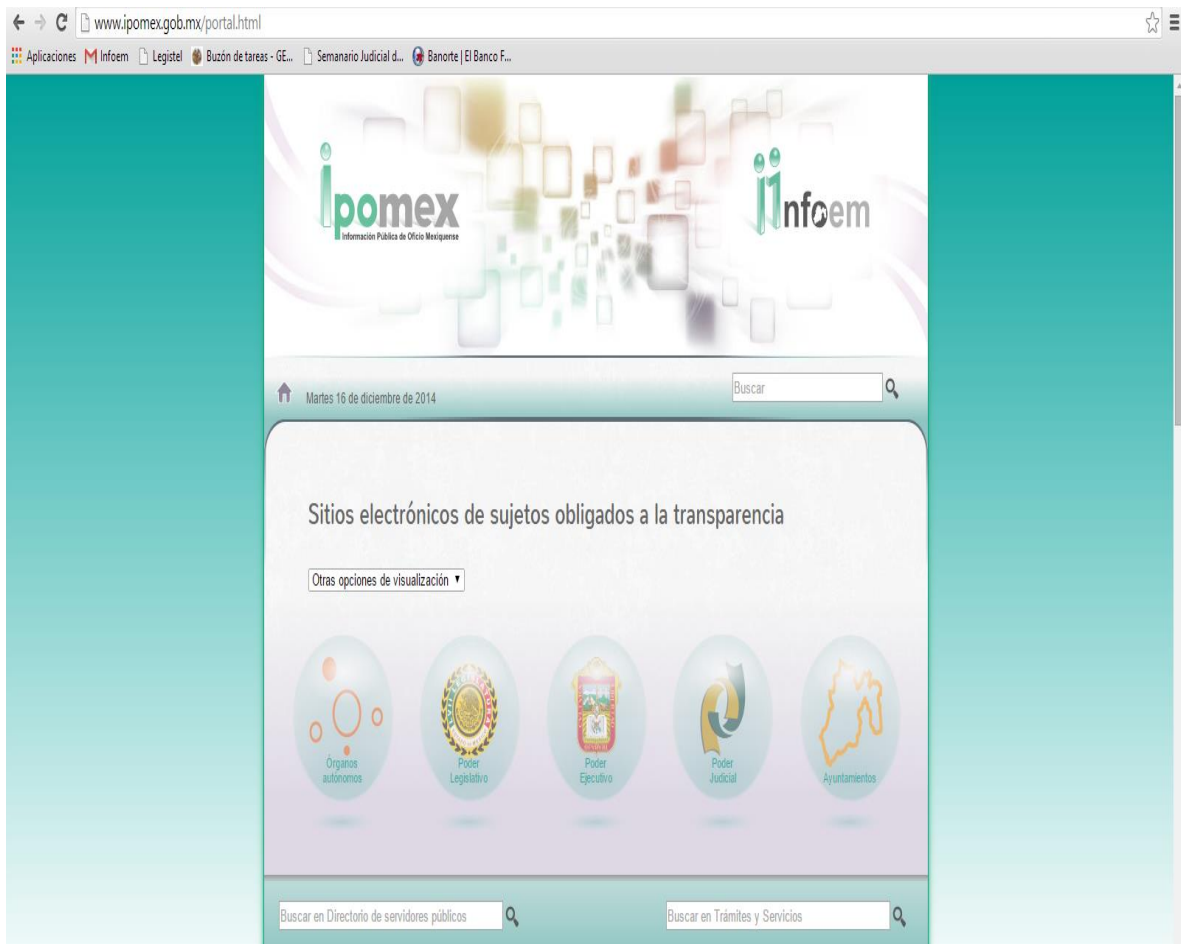 www.ipomex.gob.mx/portal.html
Aplicaciones Infoem Legistel Buzón de tareas - GE... Semanario Judicial d... Banorte | El Banco F...
ipomex
Información Pública de Oficio Mexiquense
infoem
Martes 16 de diciembre de 2014
Buscar
Sitios electrónicos de sujetos obligados a la transparencia
Otras opciones de visualización
Órganos autónomos
Poder Legislativo
Poder Ejecutivo
Poder Judicial
Ayuntamientos
Buscar en Directorio de servidores públicos
Buscar en Trámites y Servicios